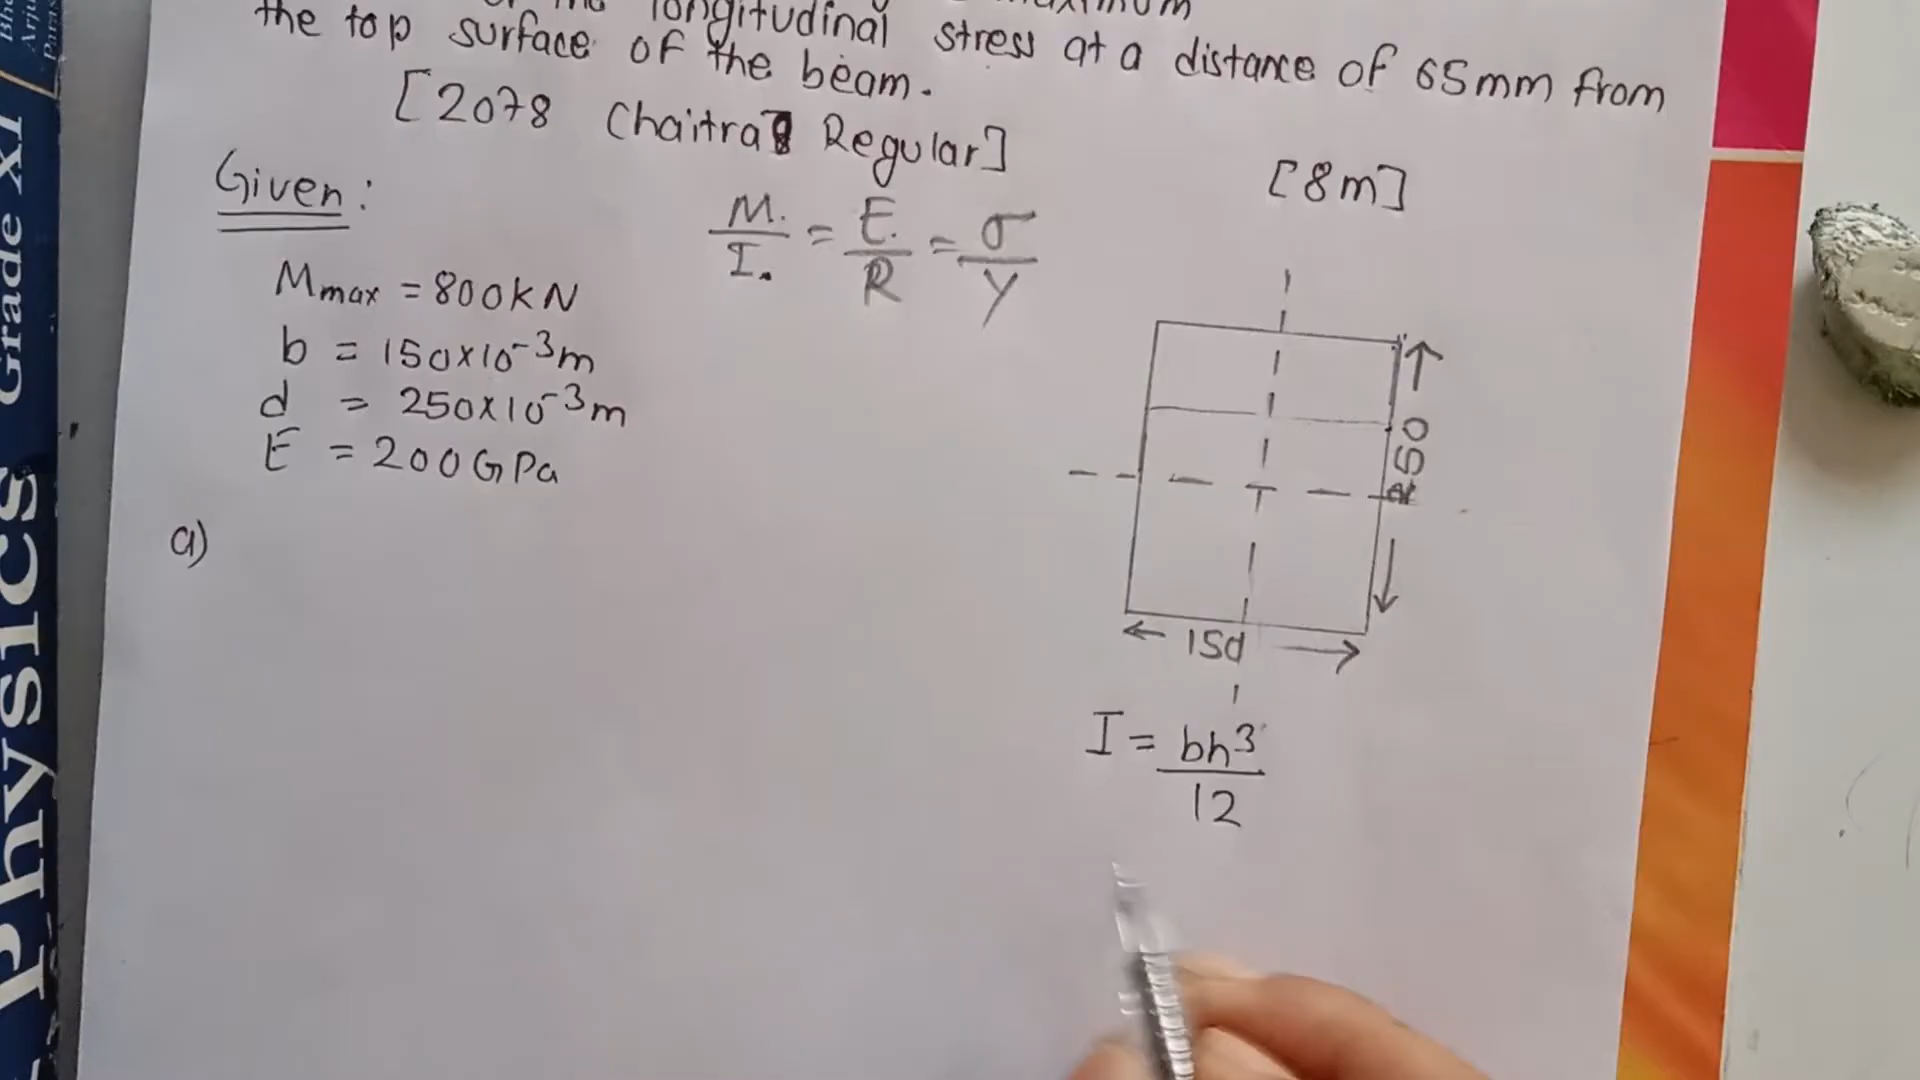 longitudinal
the top surface of the beam. stress at a distance of 65mm from
[2078 Chaitra Regular]
[8m]
Given:
M/I = E/R = σ/Y
Mmax = 800kN
b = 150×10⁻³m
d = 250×10⁻³m
E = 200GPa
a)
250
150
I = bh³/12
Physics Grade XI